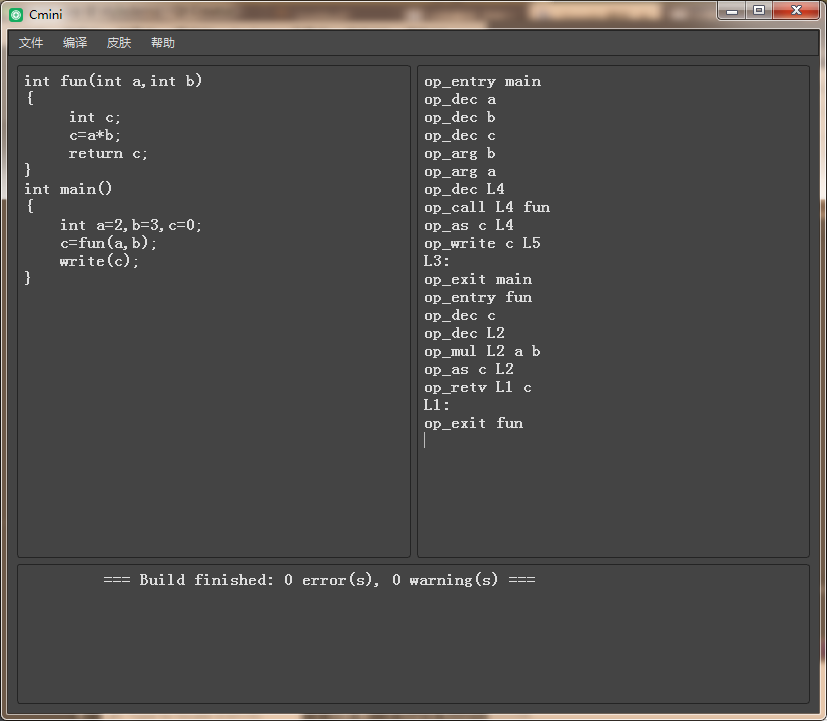 Cmini
文件 编译 皮肤 帮助
int fun(int a,int b)
{
int c;
c=a*b;
return c;
}
int main()
{
int a=2,b=3,c=0;
c=fun(a,b);
write(c);
}
op_entry main
op_dec a
op_dec b
op_dec c
op_arg b
op_arg a
op_dec L4
op_call L4 fun
op_as c L4
op_write c L5
L3:
op_exit main
op_entry fun
op_dec c
op_dec L2
op_mul L2 a b
op_as c L2
op_retv L1 c
L1:
op_exit fun
=== Build finished: 0 error(s), 0 warning(s) ===